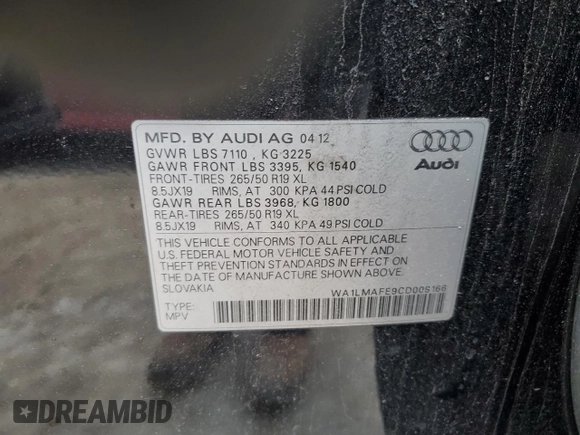 MFD. BY AUDI AG 04 12
GVWR LBS 7110 , KG 3225
GAWR FRONT LBS 3395, KG 1540
FRONT-TIRES 265/50 R19 XL
8.5JX19 RIMS, AT 300 KPA 44 PSI COLD
GAWR REAR LBS 3968, KG 1800
REAR-TIRES 265/50 R19 XL
8.5JX19 RIMS, AT 340 KPA 49 PSI COLD
THIS VEHICLE CONFORMS TO ALL APPLICABLE
U.S. FEDERAL MOTOR VEHICLE SAFETY AND
THEFT PREVENTION STANDARDS IN EFFECT ON
THE DATE OF MANUFACTURE SHOWN ABOVE.
SLOVAKIA
WA1LMAFE9CD005166
TYPE:
MPV
Audi
DREAMBID